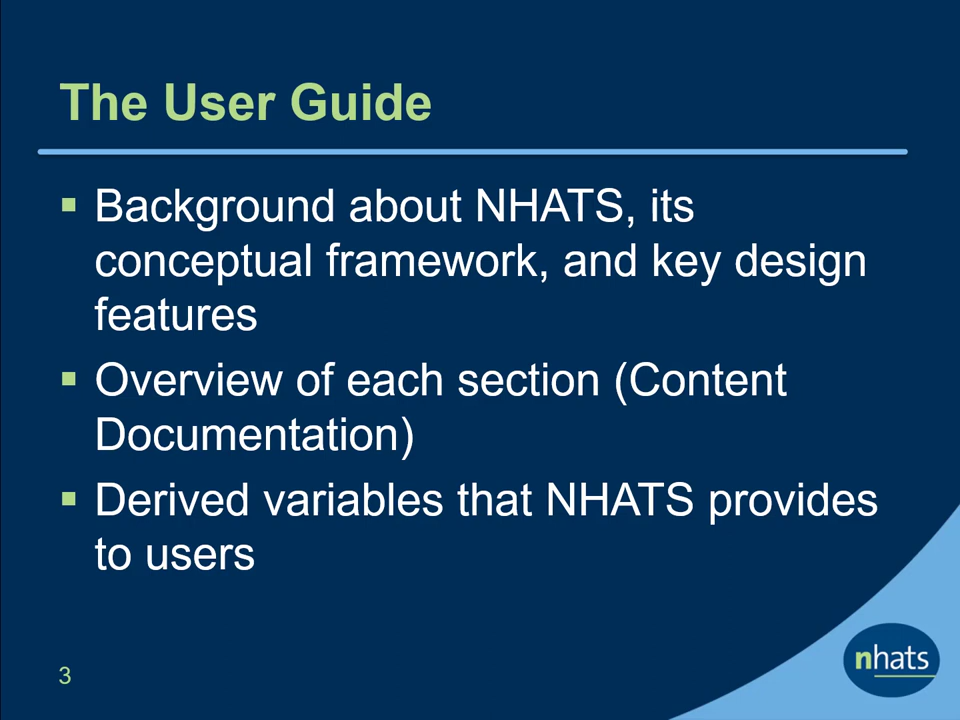 The User Guide
Background about NHATS, its
conceptual framework, and key design
features
Overview of each section (Content
Documentation)
Derived variables that NHATS provides
to users
3
nhats